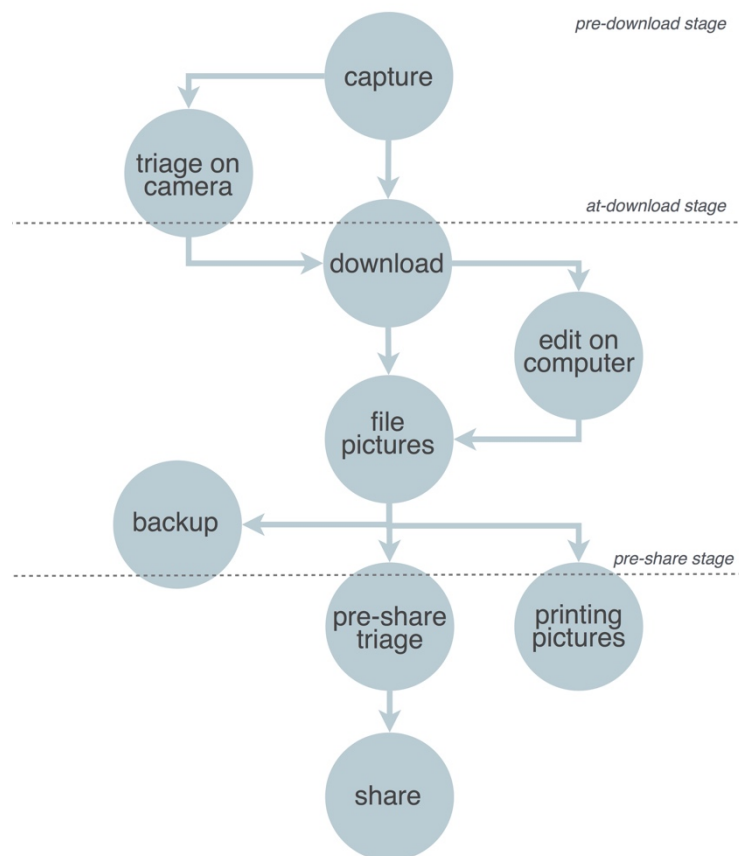 pre-download stage
capture
triage on
camera
at-download stage
download
edit on
computer
file
pictures
backup
pre-share stage
pre-share
triage
printing
pictures
share